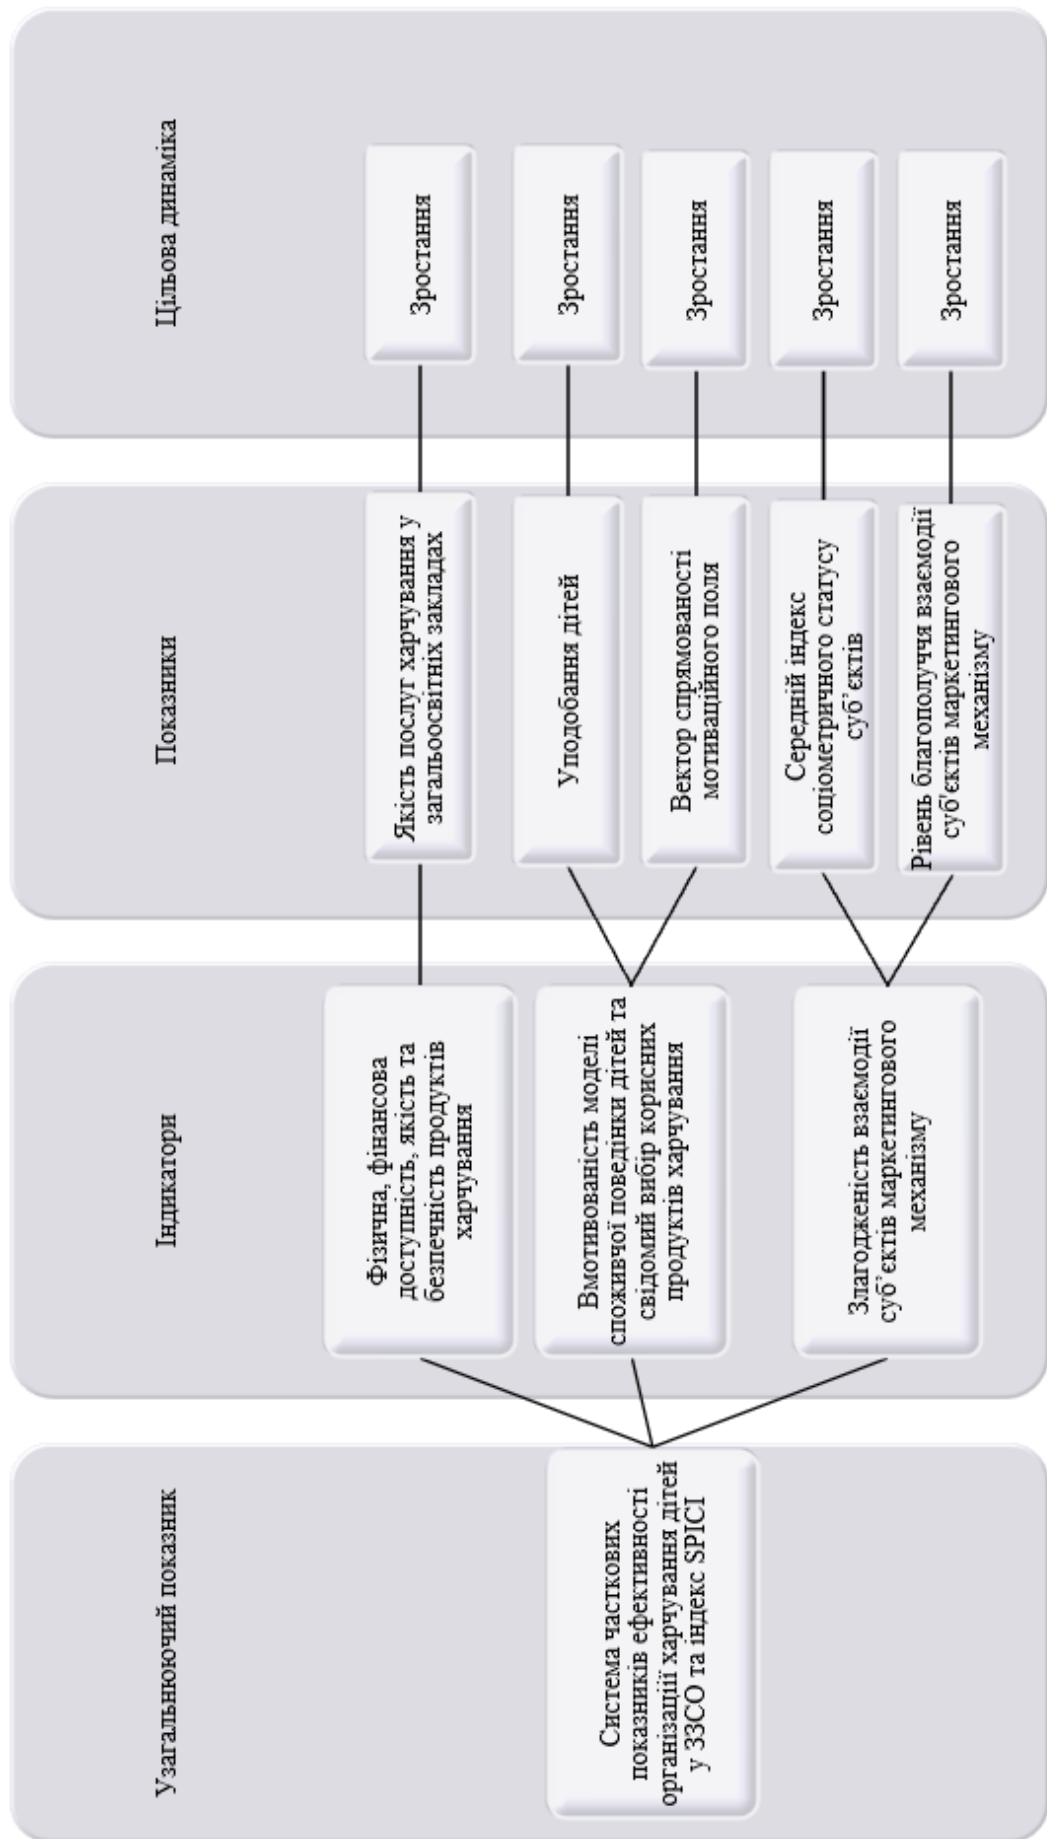 Узагальнюючий показник
Система часткових
показників ефективності
організації харчування дітей
у ЗЗСО та індекс SPICI
Індикатори
Фізична, фінансова
доступність, якість та
безпечність продуктів
харчування
Вмотивованість моделі
споживчої поведінки дітей та
свідомий вибір корисних
продуктів харчування
Злагодженість взаємодії
суб’єктів маркетингового
механізму
Показники
Якість послуг харчування у
загальоосвітніх закладах
Уподобання дітей
Вектор спрямованості
мотиваційного поля
Середній індекс
соціометричного статусу
суб’єктів
Рівень благополуччя взаємодії
суб'єктів маркетингового
механізму
Цільова динаміка
Зростання
Зростання
Зростання
Зростання
Зростання